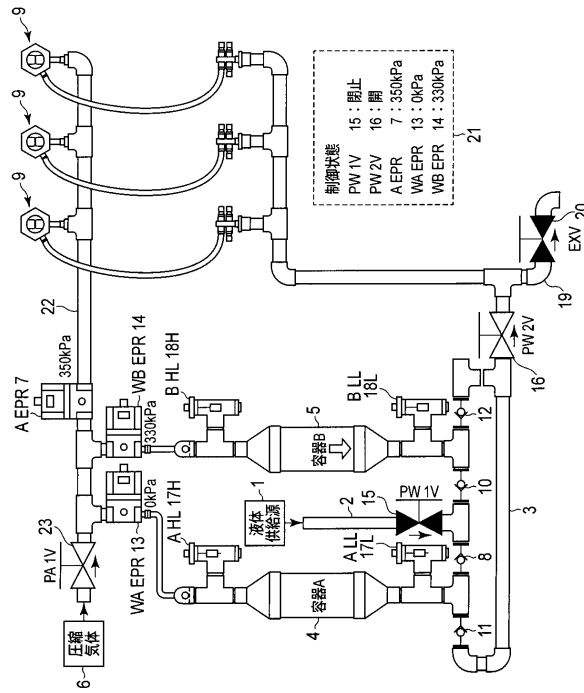 9
9
9
22
A EPR 7
350kPa
23
PA 1V
圧縮
気体
6
WA EPR 13
0kPa
WB EPR 14
330kPa
A HL 17H
B HL 18H
1
液体
供給源
2
容器A
4
容器B
5
15
PW 1V
A LL
17L
B LL
18L
11
8
10
12
3
16
PW 2V
19
EXV
20
制御状態
PW 1V 15：閉止
PW 2V 16：開
A EPR 7：350kPa
WA EPR 13：0kPa
WB EPR 14：330kPa
21